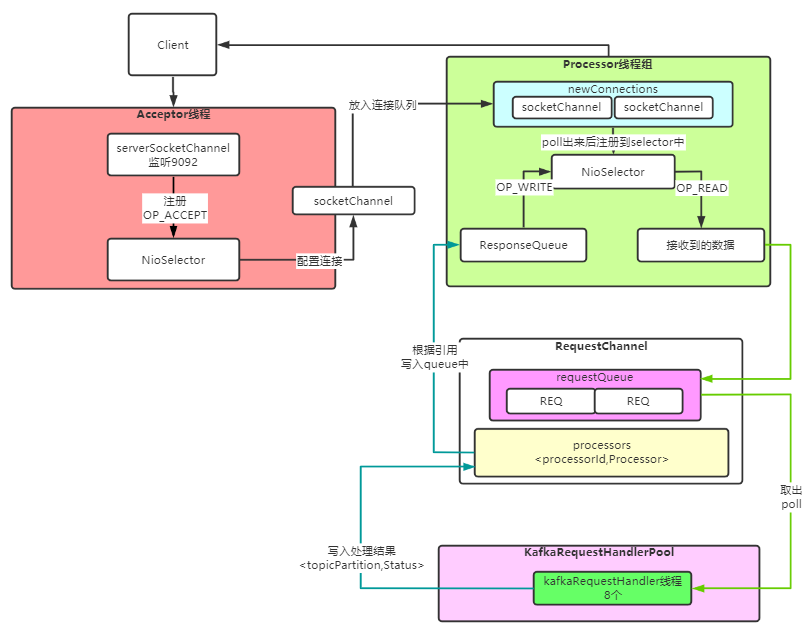 Client
Acceptor线程
serverSocketChannel
监听9092
注册
OP_ACCEPT
NioSelector
配置连接
socketChannel
放入连接队列
Processor线程组
newConnections
socketChannel
socketChannel
poll出来后注册到selector中
NioSelector
OP_WRITE
OP_READ
ResponseQueue
接收到的数据
根据引用
写入queue中
RequestChannel
requestQueue
REQ
REQ
processors
<processorId,Processor>
取出
poll
写入处理结果
<topicPartition,Status>
KafkaRequestHandlerPool
kafkaRequestHandler线程
8个